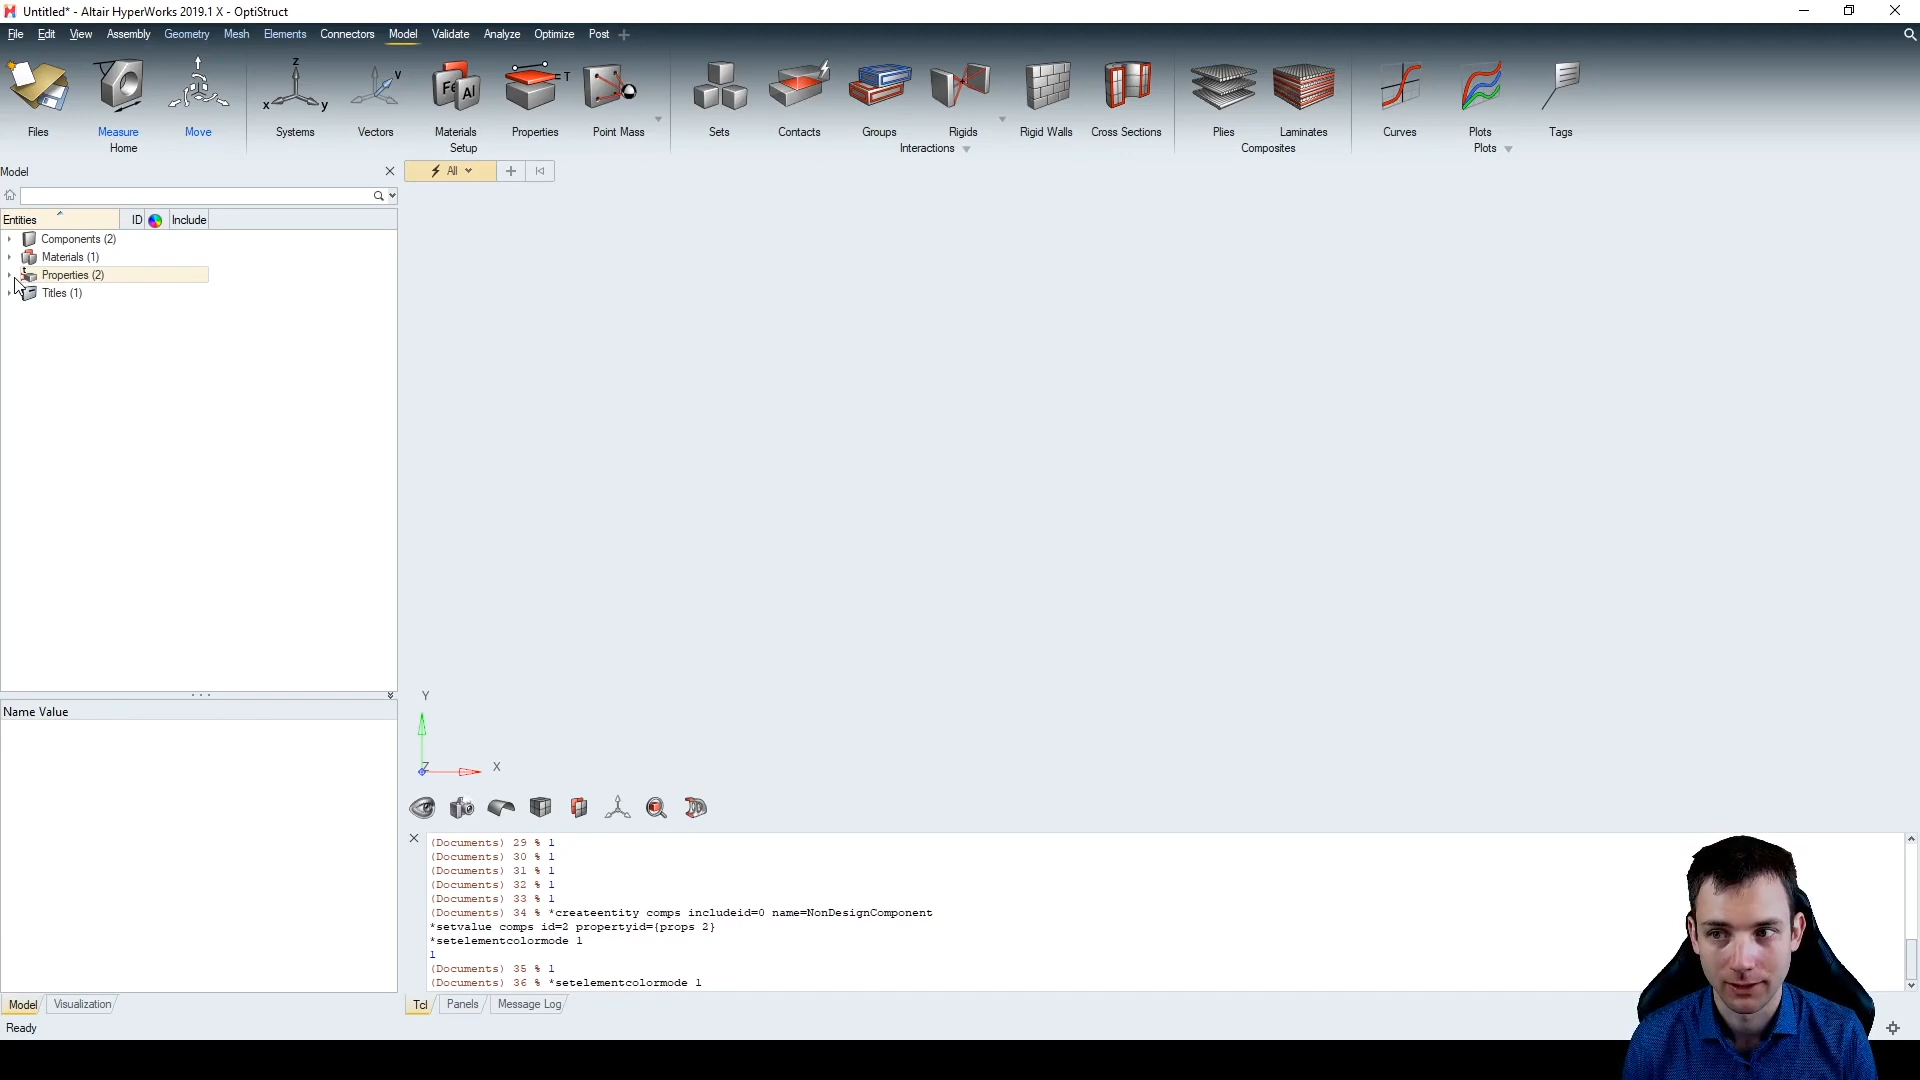 Untitled* - Altair HyperWorks 2019.1 X - OptiStruct
File Edit View Assembly Geometry Mesh Elements Connectors Model Validate Analyze Optimize Post
Z
X y V Fe Al T
Files Measure Move Systems Vectors Materials Properties Point Mass Sets Contacts Groups Rigids Rigid Walls Cross Sections Plies Laminates Curves Plots Tags
Home Setup Interactions Composites Plots
Model
All
Entities ID Include
Components (2)
Materials (1)
Properties (2)
Titles (1)
Name Value
Y
Z X
(Documents) 29 % 1
(Documents) 30 % 1
(Documents) 31 % 1
(Documents) 32 % 1
(Documents) 33 % 1
(Documents) 34 % *createentity comps includeid=0 name=NonDesignComponent
*setvalue comps id=2 propertyid={props 2}
*setelementcolormode 1
1
(Documents) 35 % 1
(Documents) 36 % *setelementcolormode 1
Model Visualization
Tcl Panels Message Log
Ready